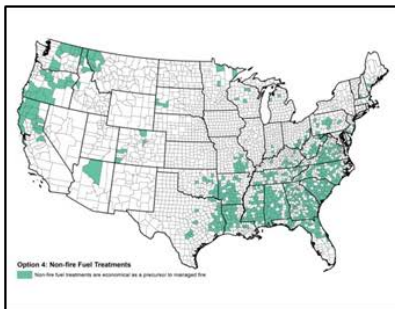 Option 4: Non-fire Fuel Treatments
Non-fire fuel treatments are economical as a precursor to managed fire